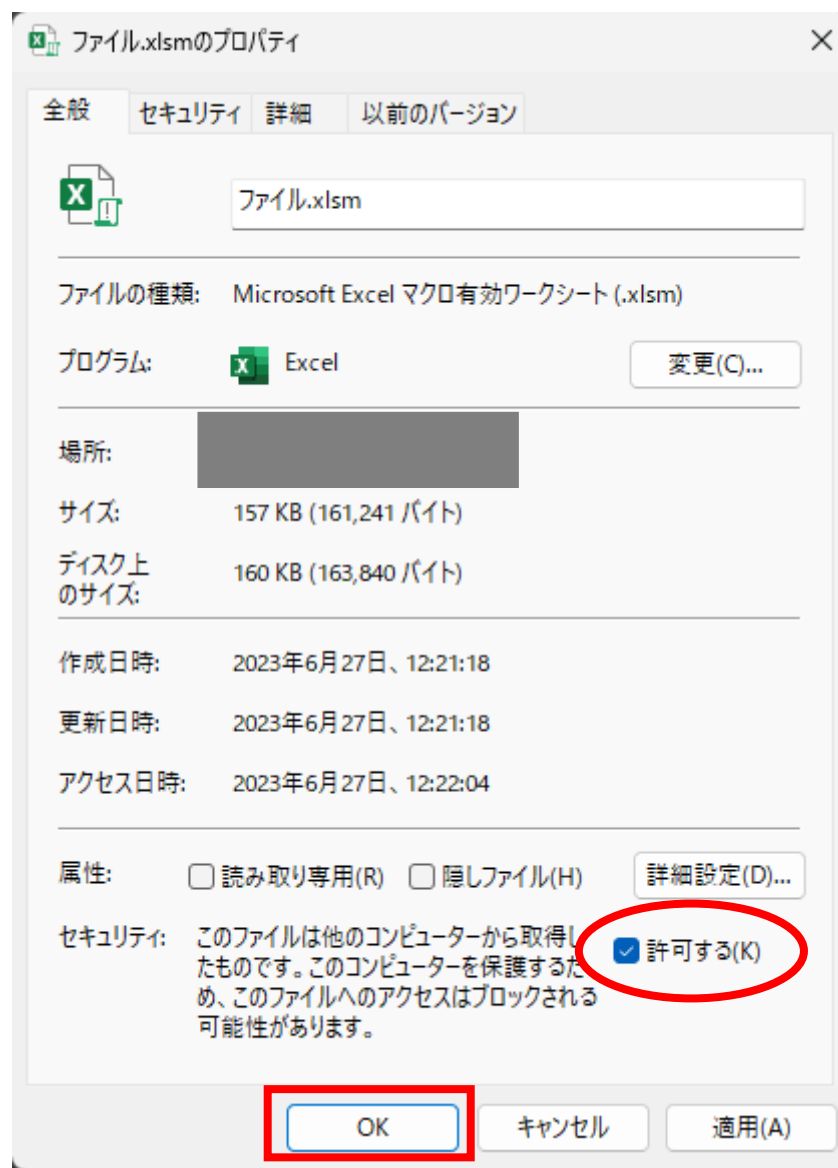 ファイル.xlsmのプロパティ
全般 セキュリティ 詳細 以前のバージョン
ファイル.xlsm
ファイルの種類: Microsoft Excel マクロ有効ワークシート (.xlsm)
プログラム: Excel 変更(C)...
場所:
サイズ: 157 KB (161,241 バイト)
ディスク上
のサイズ: 160 KB (163,840 バイト)
作成日時: 2023年6月27日、12:21:18
更新日時: 2023年6月27日、12:21:18
アクセス日時: 2023年6月27日、12:22:04
属性: 読み取り専用(R) 隠しファイル(H) 詳細設定(D)...
セキュリティ: このファイルは他のコンピューターから取得し 許可する(K)
たものです。このコンピューターを保護するた
め、このファイルへのアクセスはブロックされる
可能性があります。
OK キャンセル 適用(A)